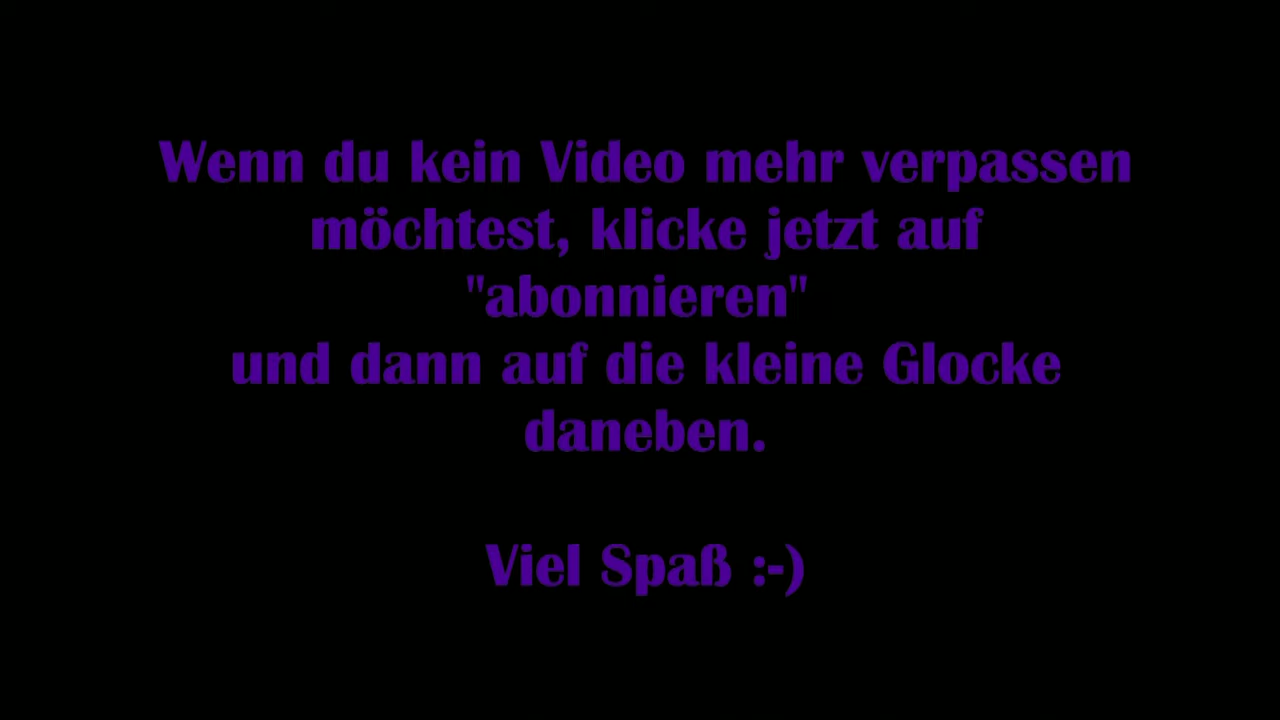 Wenn du kein Video mehr verpassen
möchtest, klicke jetzt auf
"abonnieren"
und dann auf die kleine Glocke
daneben.
Viel Spaß :-)